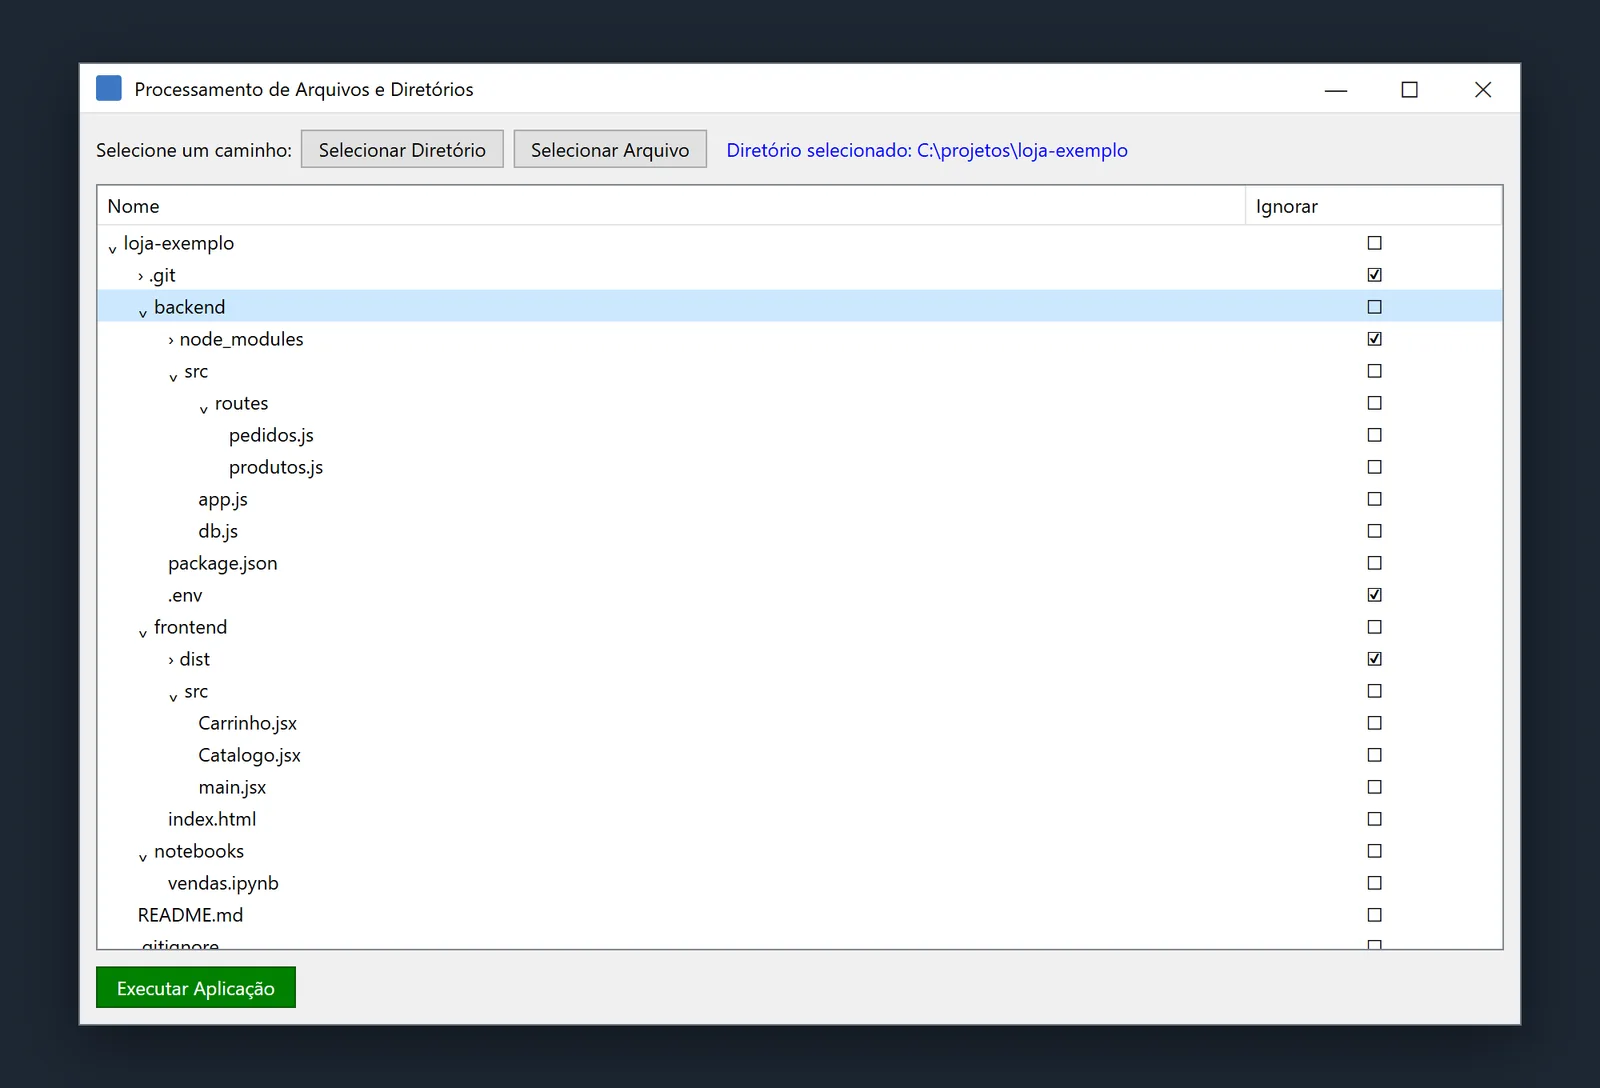 Processamento de Arquivos e Diretórios
Selecione um caminho: Selecionar Diretório Selecionar Arquivo Diretório selecionado: C:\projetos\loja-exemplo
Nome Ignorar
loja-exemplo
.git
backend
node_modules
src
routes
pedidos.js
produtos.js
app.js
db.js
package.json
.env
frontend
dist
src
Carrinho.jsx
Catalogo.jsx
main.jsx
index.html
notebooks
vendas.ipynb
README.md
.gitignore
Executar Aplicação